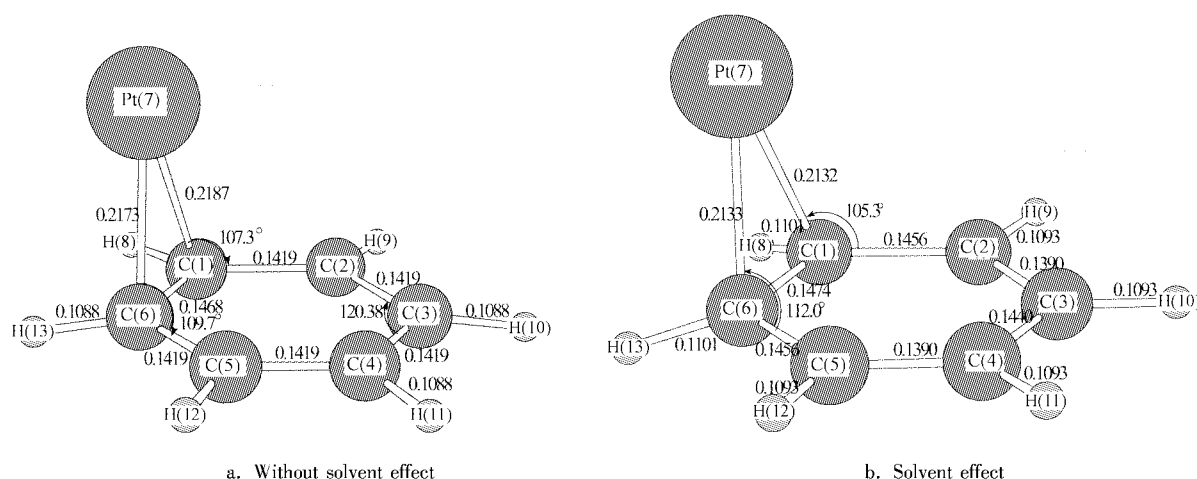 Pt(7)
0.2187
0.2173
107.3°
H(8)
H(9)
C(1)
0.1419
C(2)
0.1419
0.1088
C(6)
0.1468
109.7°
120.38°
C(3)
0.1088
H(13)
H(10)
0.1419
C(5)
0.1419
C(4)
0.1419
0.1088
H(12)
H(11)
a. Without solvent effect
Pt(7)
0.2132
0.2133
0.1101
105.3°
H(9)
H(8)
C(1)
0.1456
C(2)
0.1093
0.1390
0.1474
C(6)
112.0°
C(3)
0.1093
H(10)
0.1440
H(13)
0.1101
0.1456
C(5)
0.1390
C(4)
0.1093
0.1093
H(12)
H(11)
b. Solvent effect